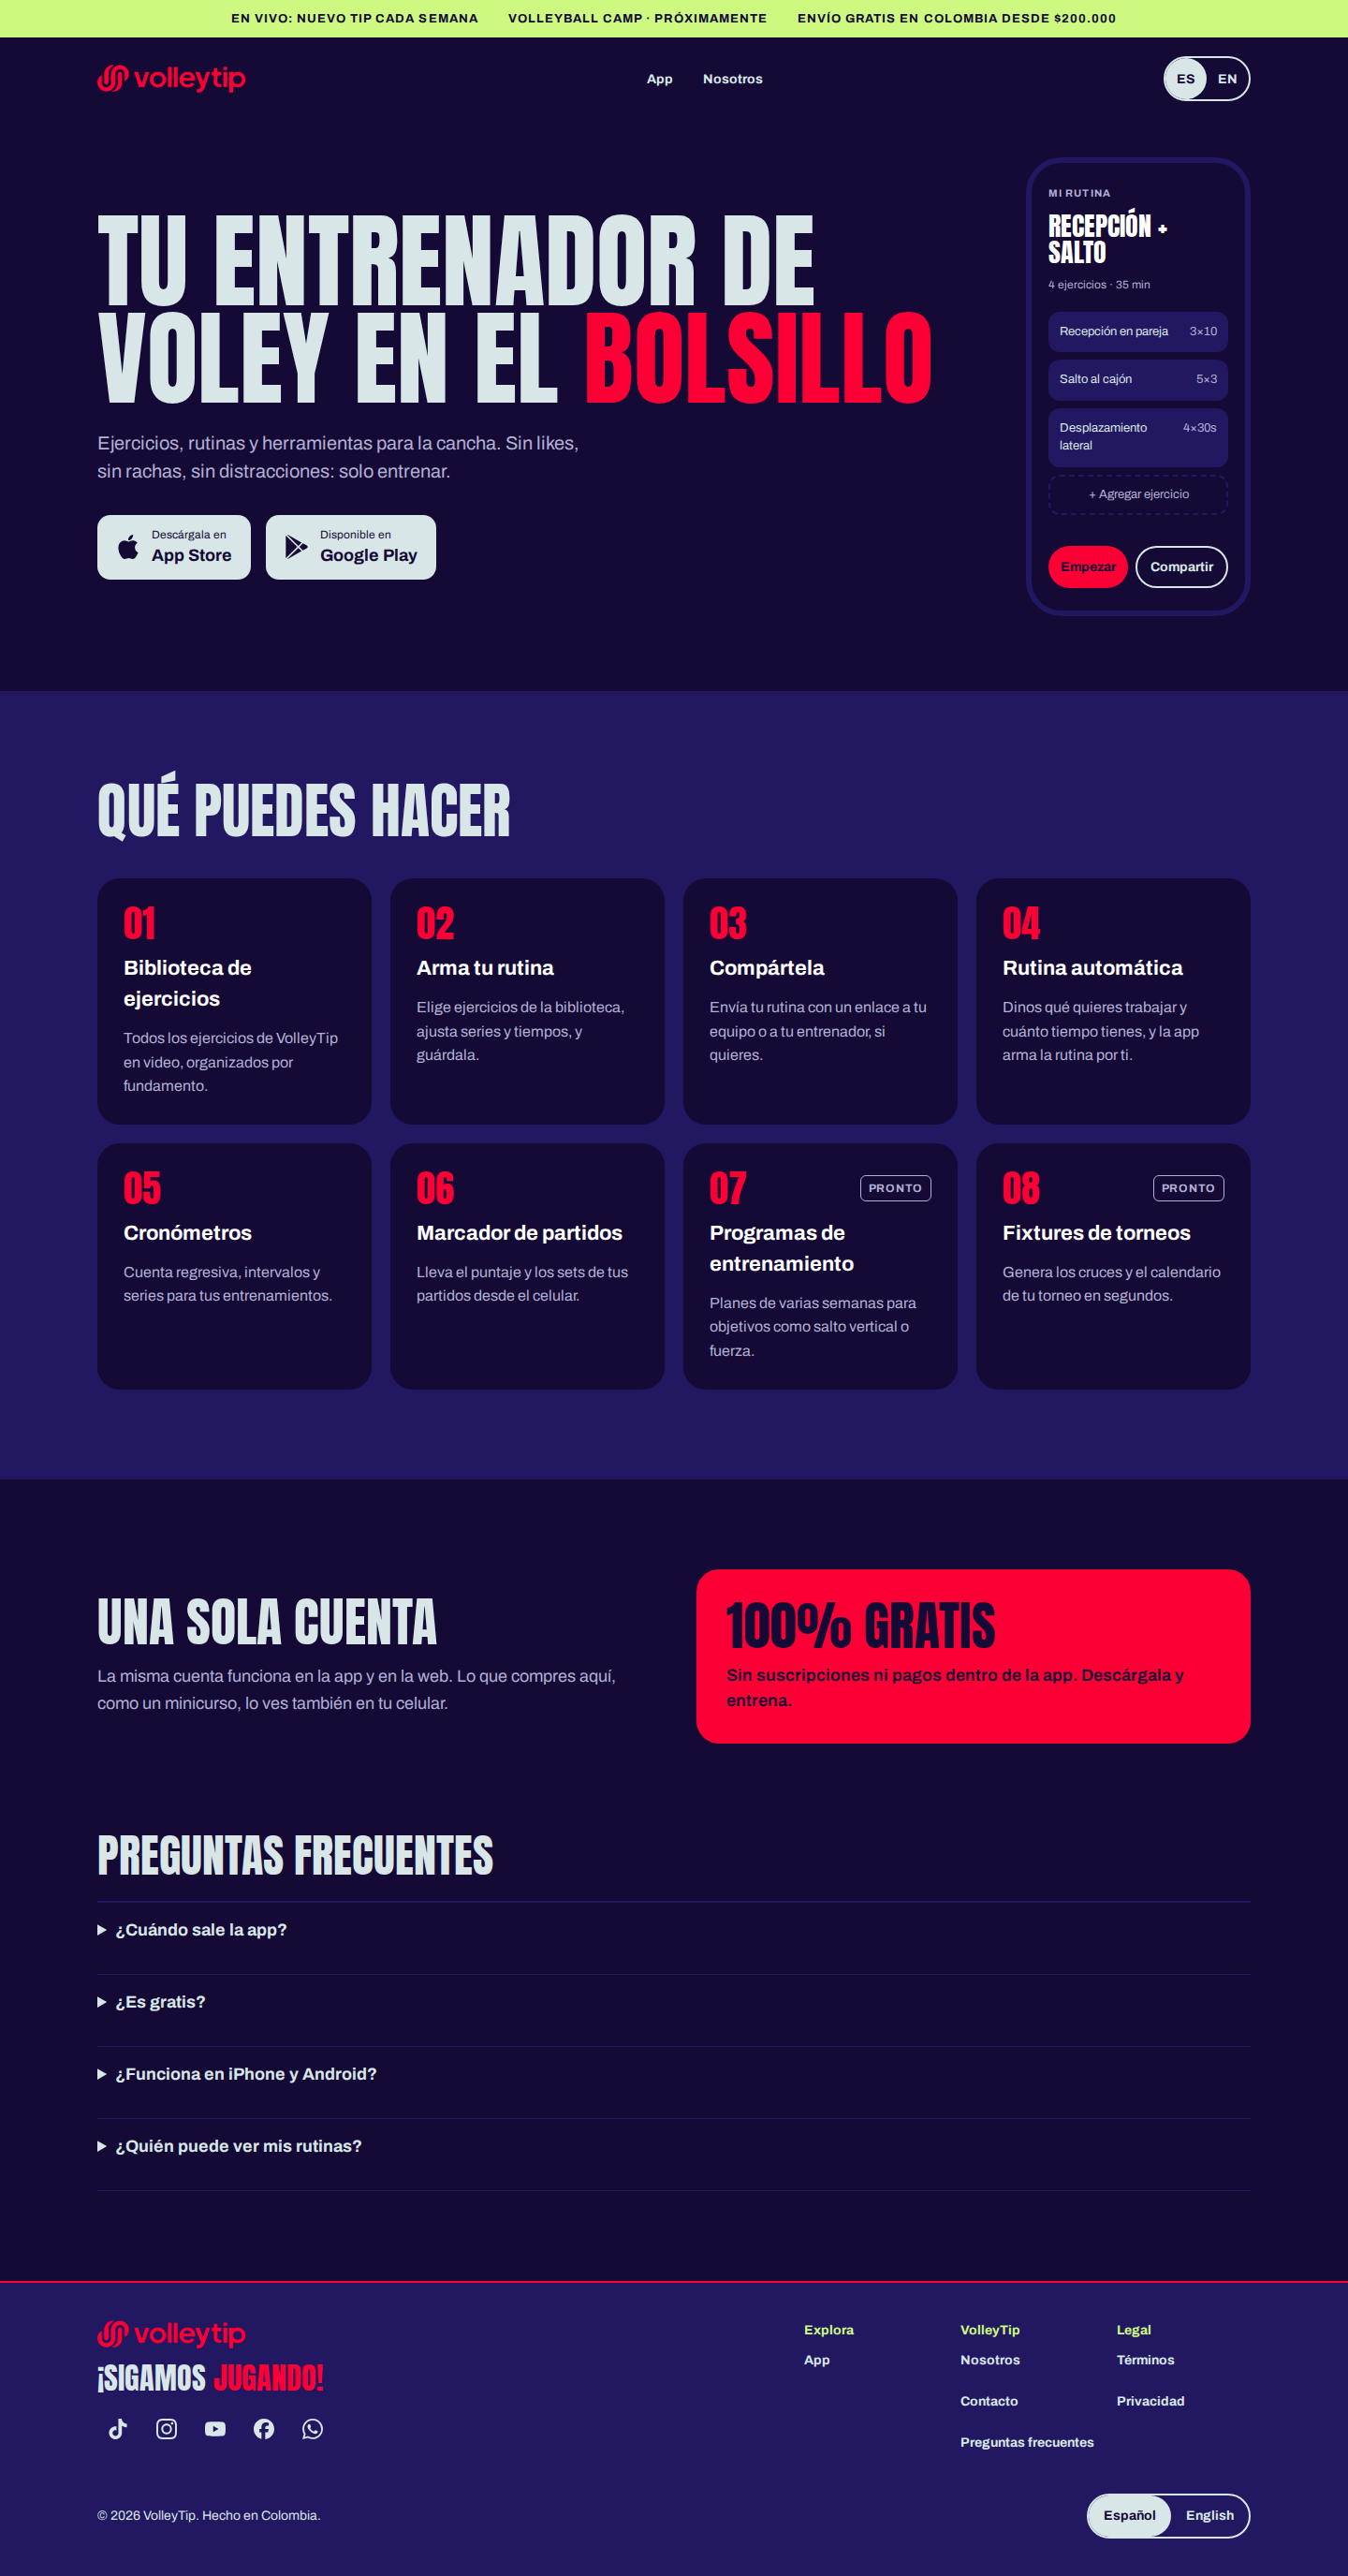 EN VIVO: NUEVO TIP CADA SEMANA
VOLLEYBALL CAMP · PRÓXIMAMENTE
ENVÍO GRATIS EN COLOMBIA DESDE $200.000
volleytip
App
Nosotros
ES
EN
TU ENTRENADOR DE
VOLEY EN EL BOLSILLO
Ejercicios, rutinas y herramientas para la cancha. Sin likes,
sin rachas, sin distracciones: solo entrenar.
Descárgala en
App Store
Disponible en
Google Play
MI RUTINA
RECEPCIÓN +
SALTO
4 ejercicios · 35 min
Recepción en pareja 3×10
Salto al cajón 5×3
Desplazamiento 4×30s
lateral
+ Agregar ejercicio
Empezar
Compartir
QUÉ PUEDES HACER
01
Biblioteca de
ejercicios
Todos los ejercicios de VolleyTip
en video, organizados por
fundamento.
02
Arma tu rutina
Elige ejercicios de la biblioteca,
ajusta series y tiempos, y
guárdala.
03
Compártela
Envía tu rutina con un enlace a tu
equipo o a tu entrenador, si
quieres.
04
Rutina automática
Dinos qué quieres trabajar y
cuánto tiempo tienes, y la app
arma la rutina por ti.
05
Cronómetros
Cuenta regresiva, intervalos y
series para tus entrenamientos.
06
Marcador de partidos
Lleva el puntaje y los sets de tus
partidos desde el celular.
07
PRONTO
Programas de
entrenamiento
Planes de varias semanas para
objetivos como salto vertical o
fuerza.
08
PRONTO
Fixtures de torneos
Genera los cruces y el calendario
de tu torneo en segundos.
UNA SOLA CUENTA
La misma cuenta funciona en la app y en la web. Lo que compres aquí,
como un minicurso, lo ves también en tu celular.
100% GRATIS
Sin suscripciones ni pagos dentro de la app. Descárgala y
entrena.
PREGUNTAS FRECUENTES
¿Cuándo sale la app?
¿Es gratis?
¿Funciona en iPhone y Android?
¿Quién puede ver mis rutinas?
volleytip
¡SIGAMOS JUGANDO!
Explora
App
VolleyTip
Nosotros
Contacto
Preguntas frecuentes
Legal
Términos
Privacidad
© 2026 VolleyTip. Hecho en Colombia.
Español
English